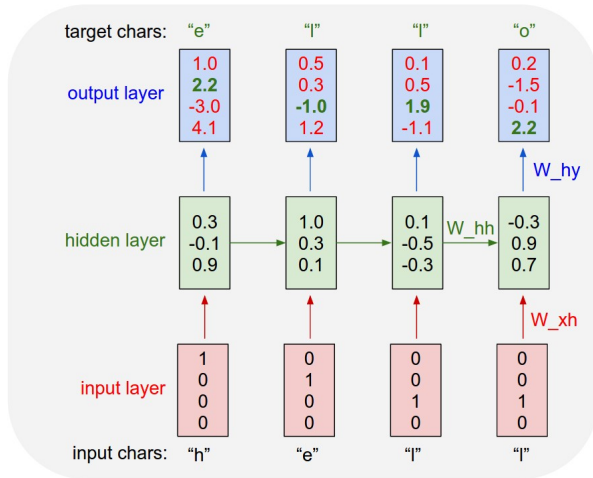 target chars: “e” “l” “l” “o”
1.0 0.5 0.1 0.2
2.2 0.3 0.5 -1.5
output layer -3.0 -1.0 1.9 -0.1
4.1 1.2 -1.1 2.2
W_hy
0.3 1.0 0.1 W_hh -0.3
hidden layer -0.1 0.3 -0.5 0.9
0.9 0.1 -0.3 0.7
W_xh
1 0 0 0
0 1 0 0
input layer 0 0 1 1
0 0 0 0
input chars: “h” “e” “l” “l”